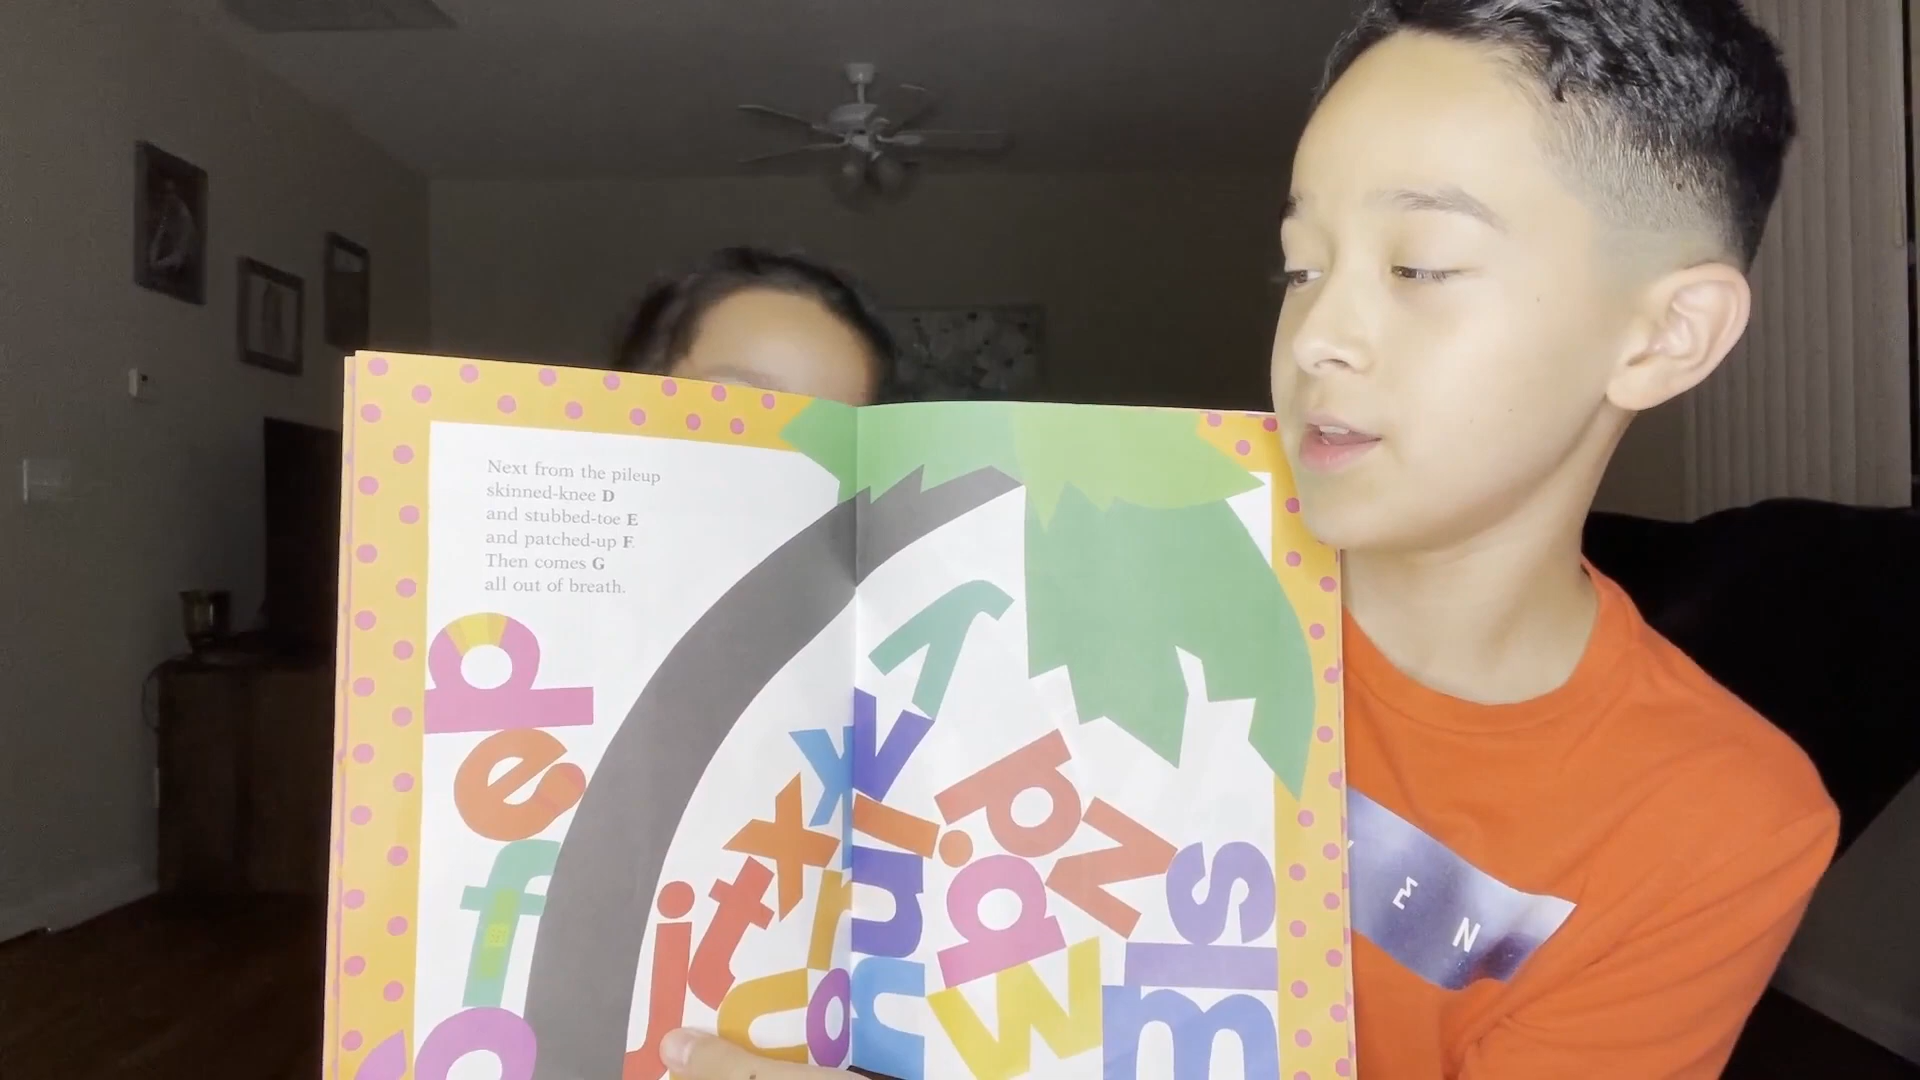 Next from the pileup
skinned-knee D
and stubbed-toe E
and patched-up F.
Then comes G
all out of breath.
d
e
f
E N